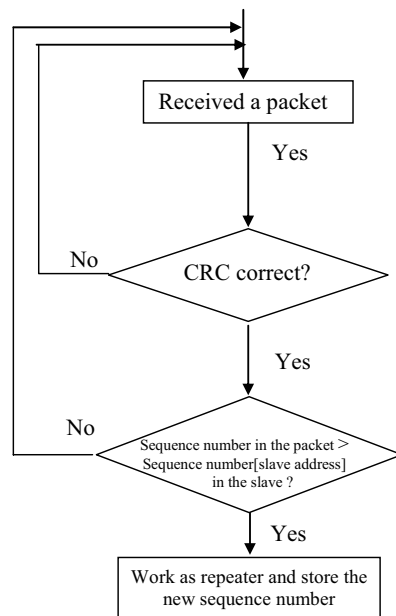 Received a packet
Yes
No
CRC correct?
Yes
No
Sequence number in the packet >
Sequence number[slave address]
in the slave ?
Yes
Work as repeater and store the
new sequence number